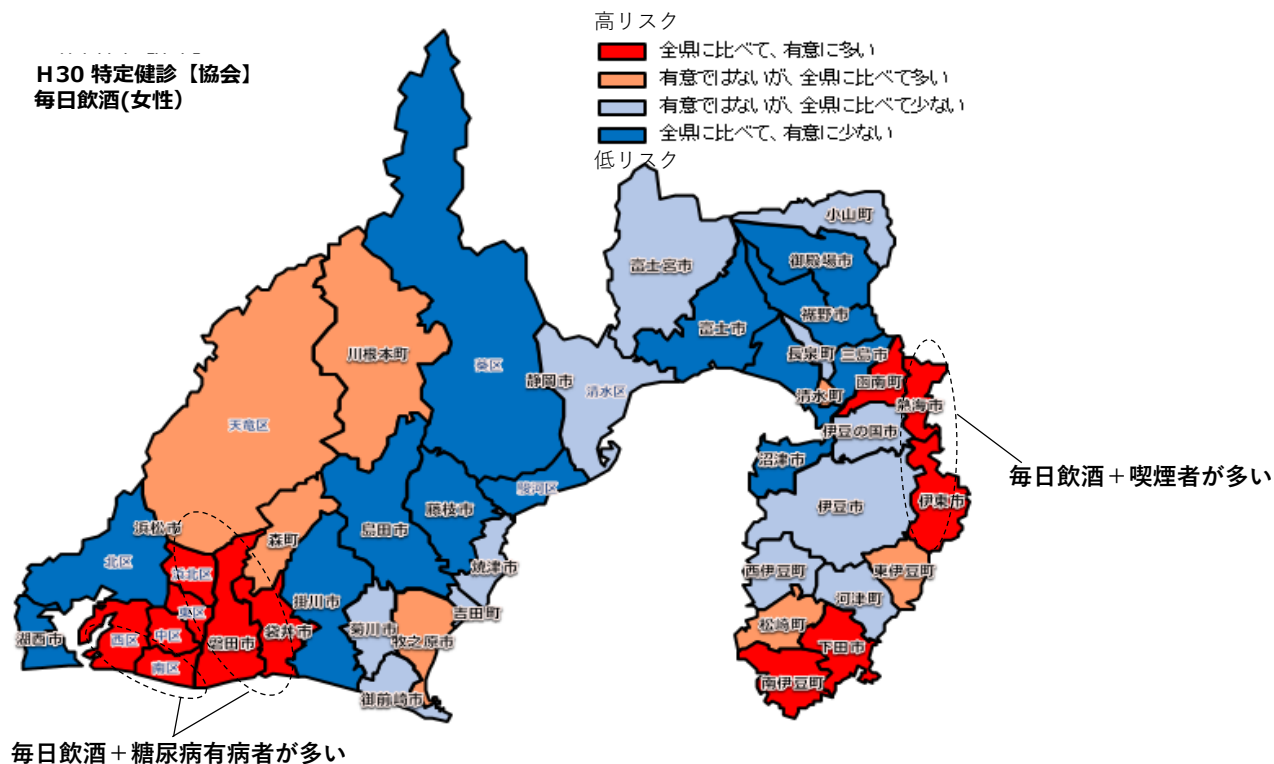 H30 特定健診【協会】
毎日飲酒(女性）
高リスク
全県に比べて、有意に多い
有意ではないが、全県に比べて多い
有意ではないが、全県に比べて少ない
全県に比べて、有意に少ない
低リスク
小山町
富士宮市
御殿場市
裾野市
富士市
長泉町
三島市
川根本町
葵区
静岡市
清水区
清水町
函南町
熱海市
天竜区
伊豆の国市
沼津市
毎日飲酒＋喫煙者が多い
駿河区
伊東市
藤枝市
伊豆市
浜松市
島田市
森町
北区
焼津市
浜北区
西伊豆町
東伊豆町
掛川市
河津町
東区
吉田町
湖西市
西区
中区
磐田市
袋井市
菊川市
牧之原市
松崎町
下田市
南区
南伊豆町
御前崎市
毎日飲酒＋糖尿病有病者が多い